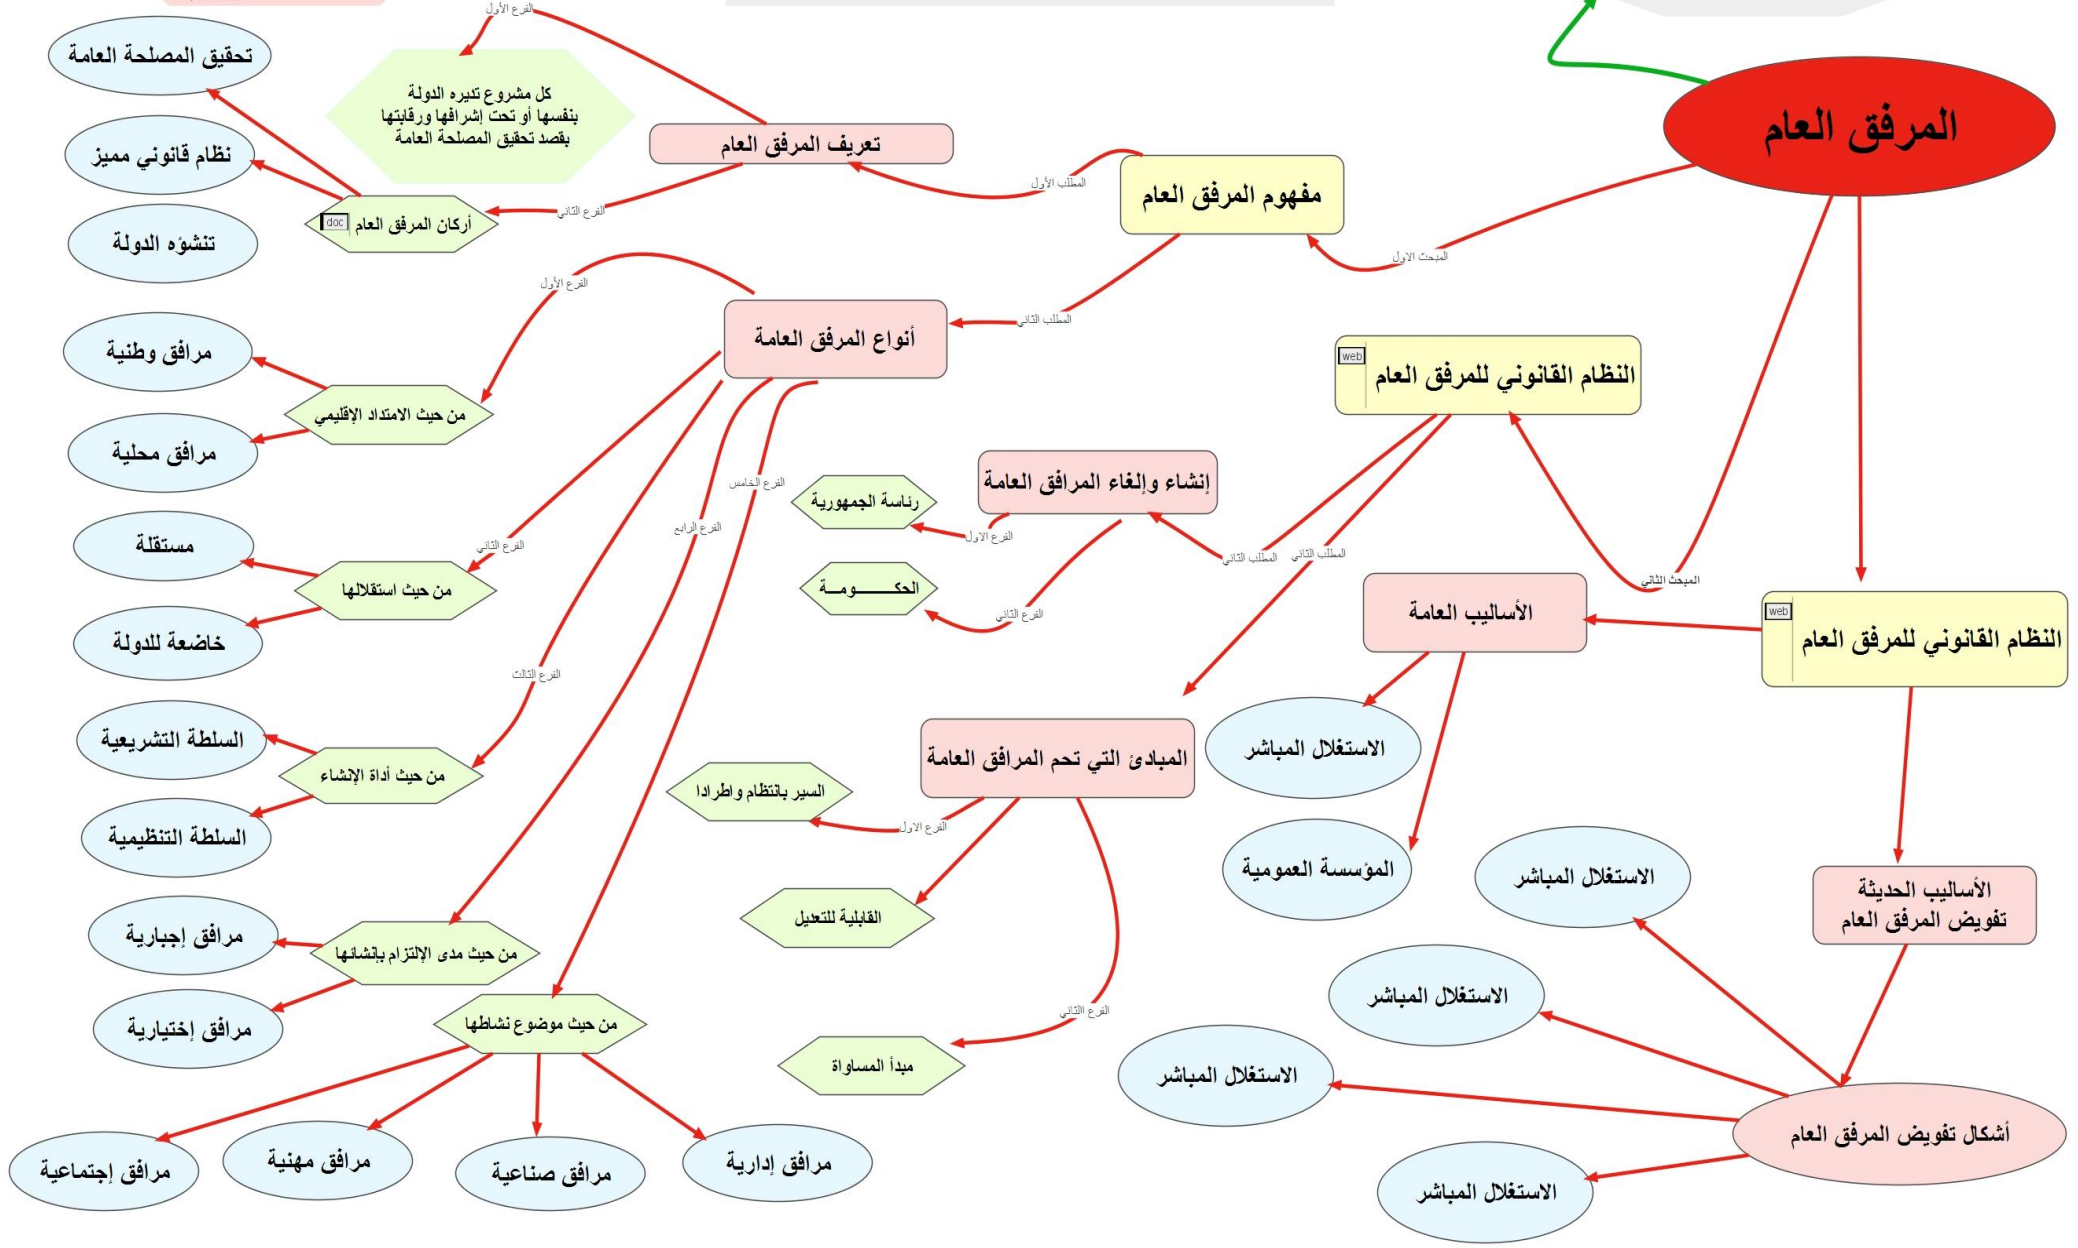 المرفق العام
المبحث الاول
مفهوم المرفق العام
المطلب الأول
تعريف المرفق العام
الفرع الأول
كل مشروع تديره الدولة
بنفسها أو تحت إشرافها ورقابتها
بقصد تحقيق المصلحة العامة
الفرع الثاني
أركان المرفق العام
doc
تحقيق المصلحة العامة
نظام قانوني مميز
تنشؤه الدولة
المطلب الثاني
أنواع المرفق العامة
الفرع الأول
من حيث الامتداد الإقليمي
مرافق وطنية
مرافق محلية
الفرع الثاني
من حيث استقلالها
مستقلة
خاضعة للدولة
الفرع الثالث
من حيث أداة الإنشاء
السلطة التشريعية
السلطة التنظيمية
الفرع الرابع
من حيث مدى الإلتزام بإنشائها
مرافق إجبارية
مرافق إختيارية
الفرع الخامس
من حيث موضوع نشاطها
مرافق إدارية
مرافق صناعية
مرافق مهنية
مرافق إجتماعية
المبحث الثاني
النظام القانوني للمرفق العام
web
المطلب الثاني
إنشاء وإلغاء المرافق العامة
الفرع الاول
رئاسة الجمهورية
الفرع الثاني
الحكـــــــومـــة
المطلب الثاني
المبادئ التي تحم المرافق العامة
الفرع الاول
السير بانتظام واطرادا
القابلية للتعديل
الفرع االثاني
مبدأ المساواة
النظام القانوني للمرفق العام
web
الأساليب العامة
الاستغلال المباشر
المؤسسة العمومية
الأساليب الحديثة
تفويض المرفق العام
أشكال تفويض المرفق العام
الاستغلال المباشر
الاستغلال المباشر
الاستغلال المباشر
الاستغلال المباشر